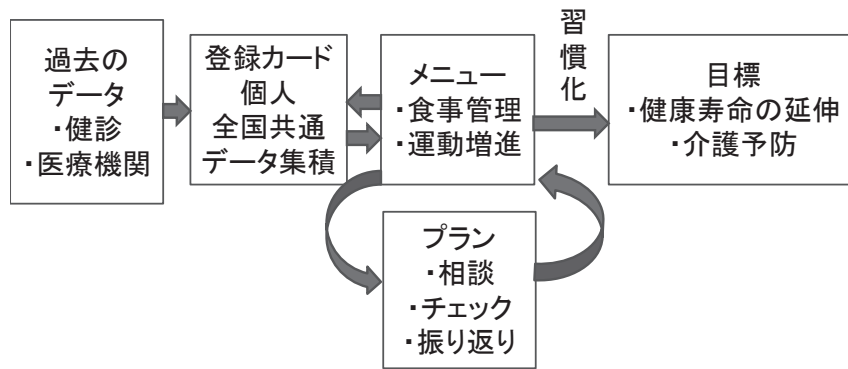 過去の
データ
・健診
・医療機関
登録カード
個人
全国共通
データ集積
メニュー
・食事管理
・運動増進
習慣化
目標
・健康寿命の延伸
・介護予防
プラン
・相談
・チェック
・振り返り